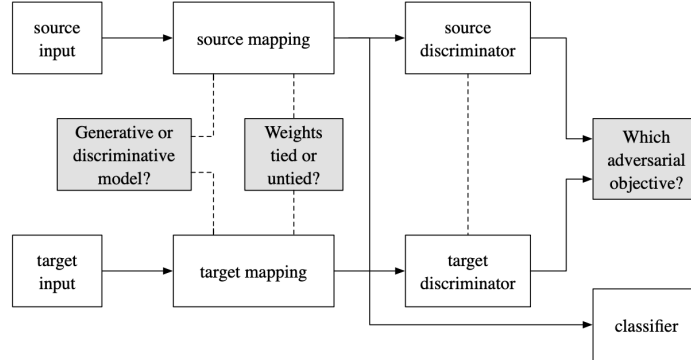 source
input
source mapping
source
discriminator
Generative or
discriminative
model?
Weights
tied or
untied?
Which
adversarial
objective?
target
input
target mapping
target
discriminator
classifier